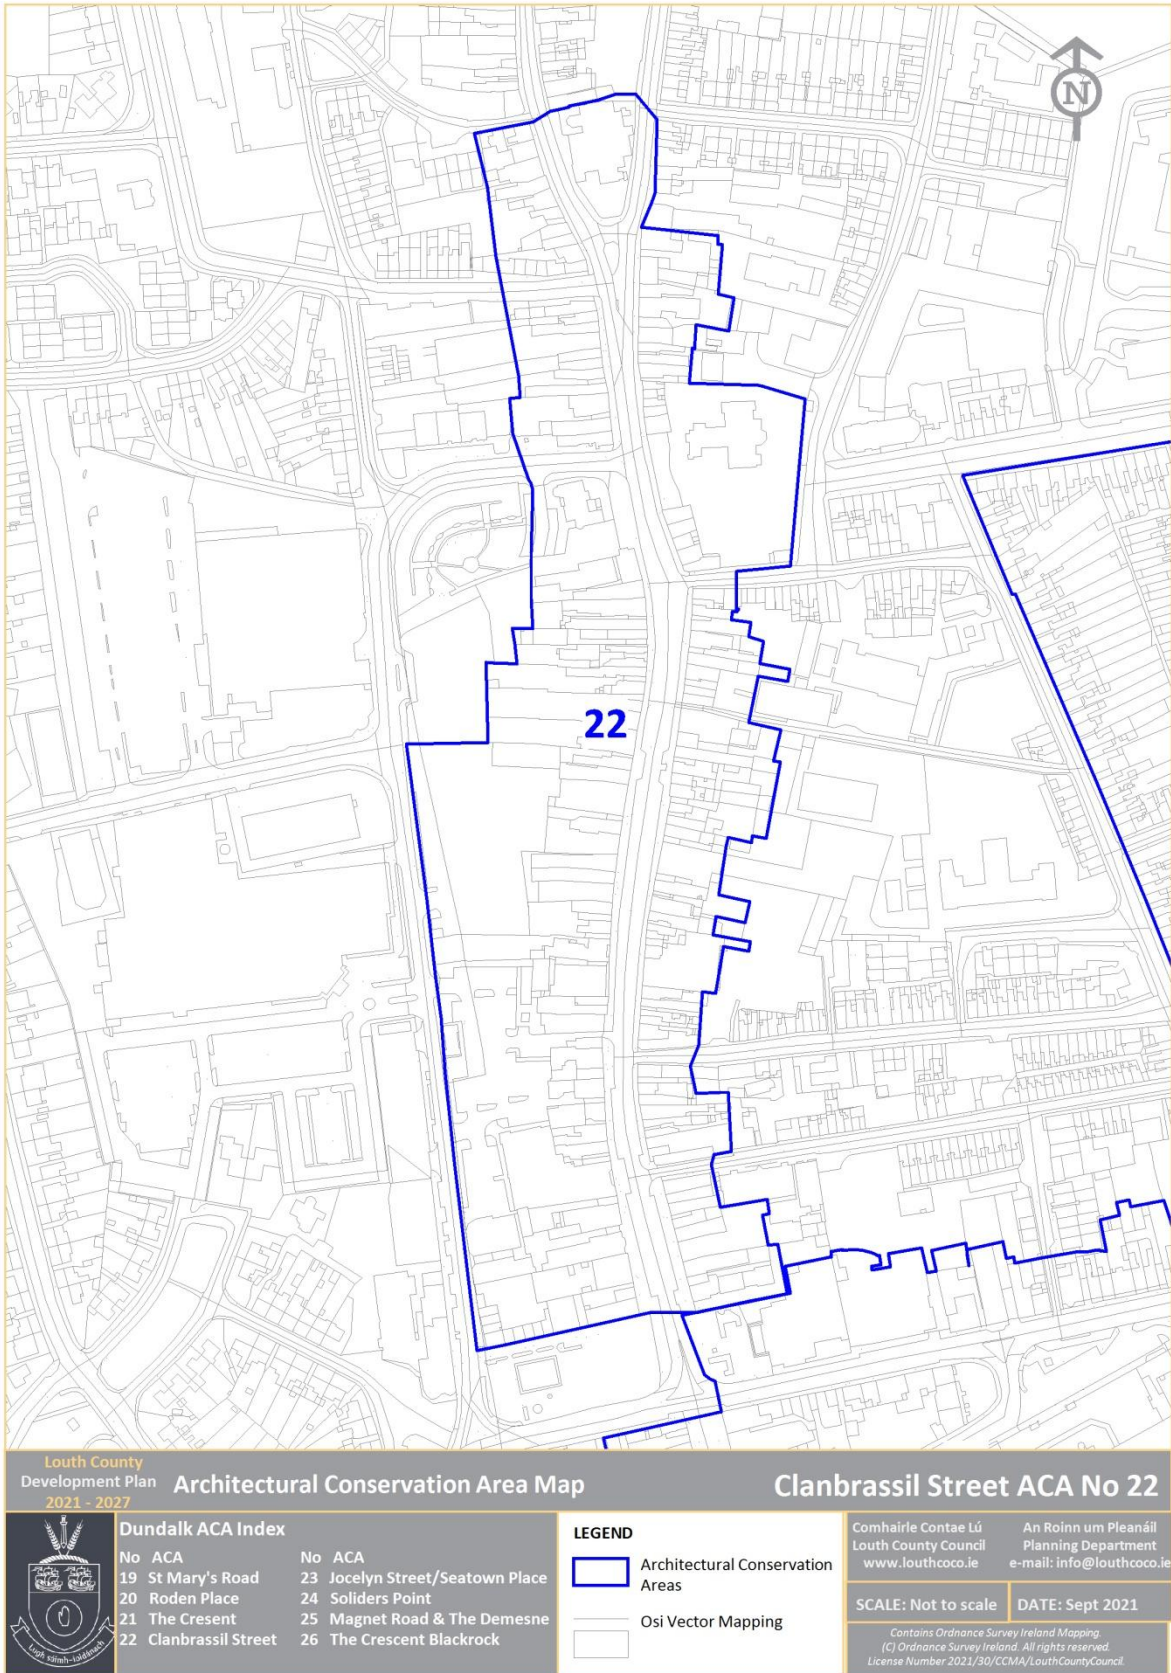 N
22
Louth County
Development Plan
2021 - 2027
Architectural Conservation Area Map
Clanbrassil Street ACA No 22
Dundalk ACA Index
No ACA
19 St Mary's Road
20 Roden Place
21 The Cresent
22 Clanbrassil Street
No ACA
23 Jocelyn Street/Seatown Place
24 Soliders Point
25 Magnet Road & The Demesne
26 The Crescent Blackrock
LEGEND
Architectural Conservation
Areas
Osi Vector Mapping
Comhairle Contae Lú
Louth County Council
www.louthcoco.ie
An Roinn um Pleanáil
Planning Department
e-mail: info@louthcoco.ie
SCALE: Not to scale
DATE: Sept 2021
Contains Ordnance Survey Ireland Mapping.
(C) Ordnance Survey Ireland. All rights reserved.
License Number 2021/30/CCMA/LouthCountyCouncil.